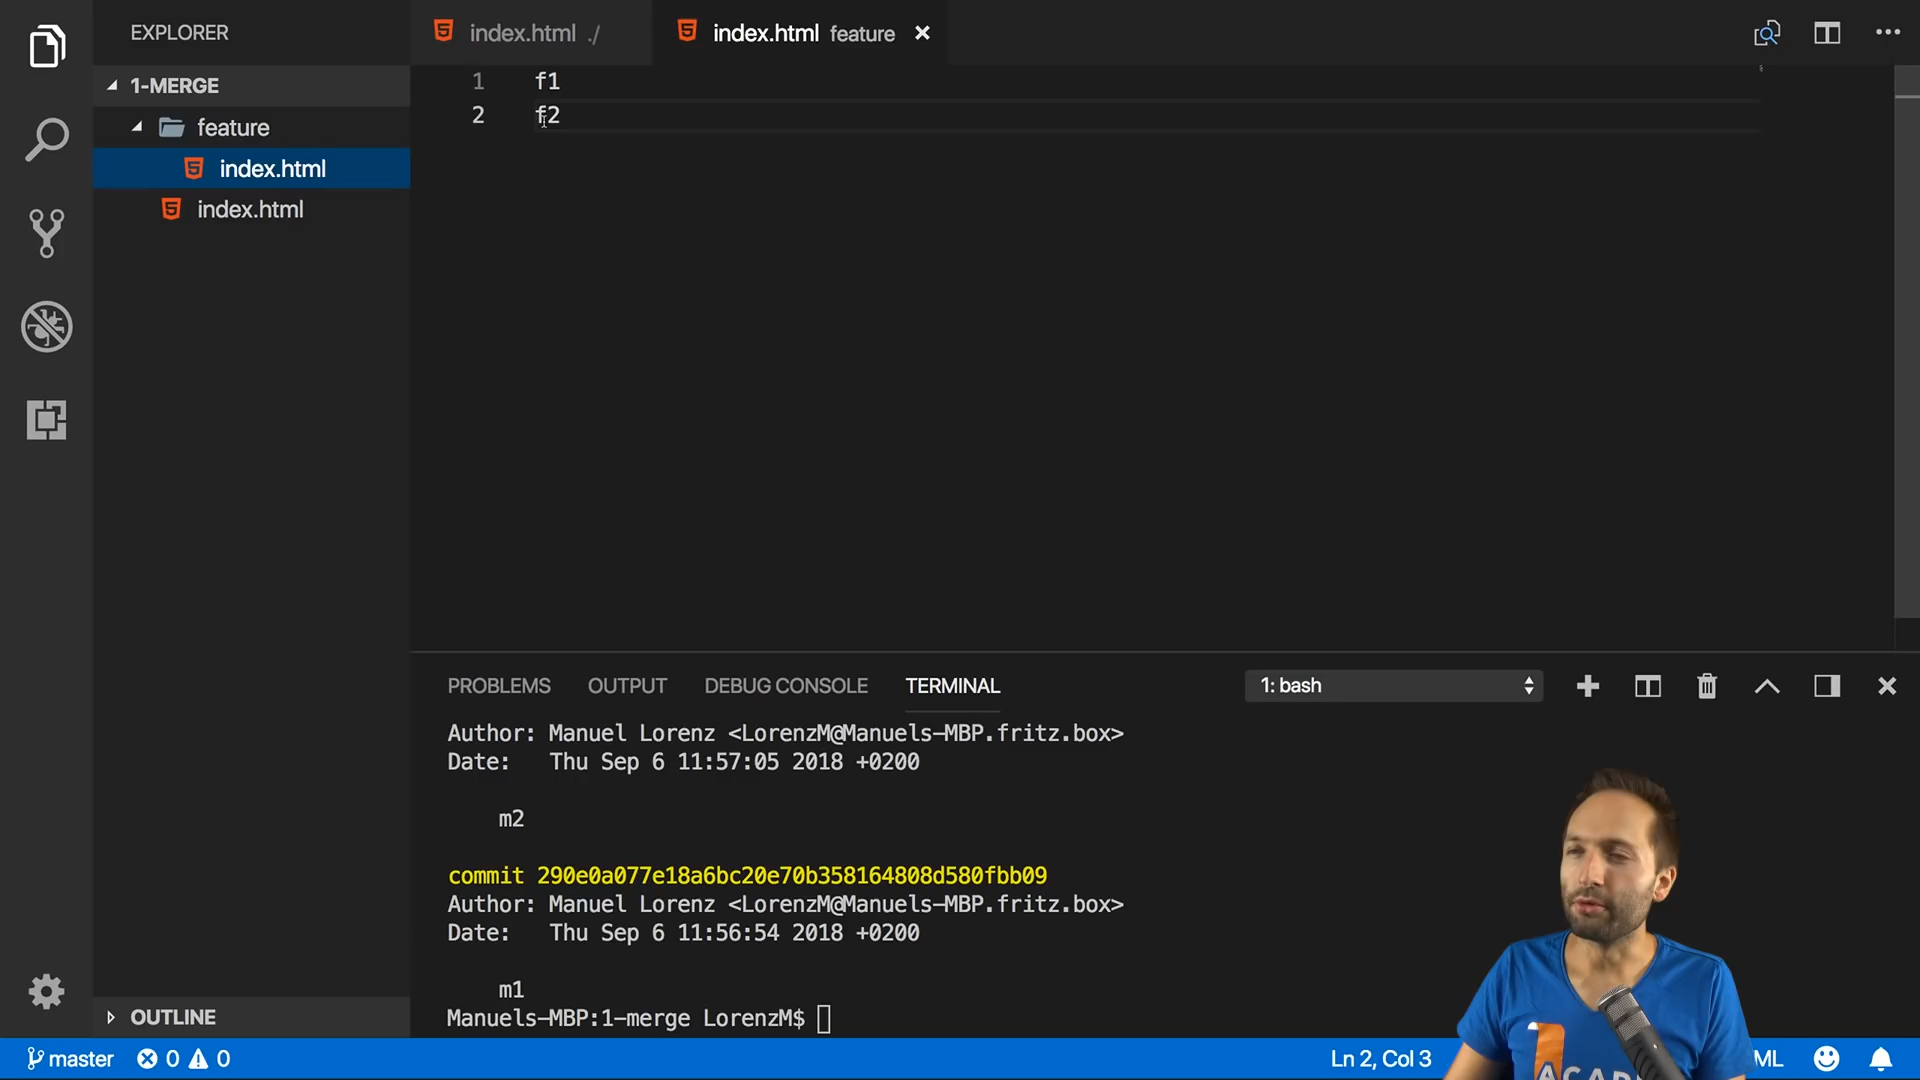 EXPLORER
index.html ./
index.html feature
1-MERGE
feature
index.html
index.html
1 f1
2 f2
PROBLEMS OUTPUT DEBUG CONSOLE TERMINAL
1: bash
Author: Manuel Lorenz <LorenzM@Manuels-MBP.fritz.box>
Date: Thu Sep 6 11:57:05 2018 +0200
m2
commit 290e0a077e18a6bc20e70b358164808d580fbb09
Author: Manuel Lorenz <LorenzM@Manuels-MBP.fritz.box>
Date: Thu Sep 6 11:56:54 2018 +0200
m1
Manuels-MBP:1-merge LorenzM$
OUTLINE
master 0 0
Ln 2, Col 3
ML
ACAD